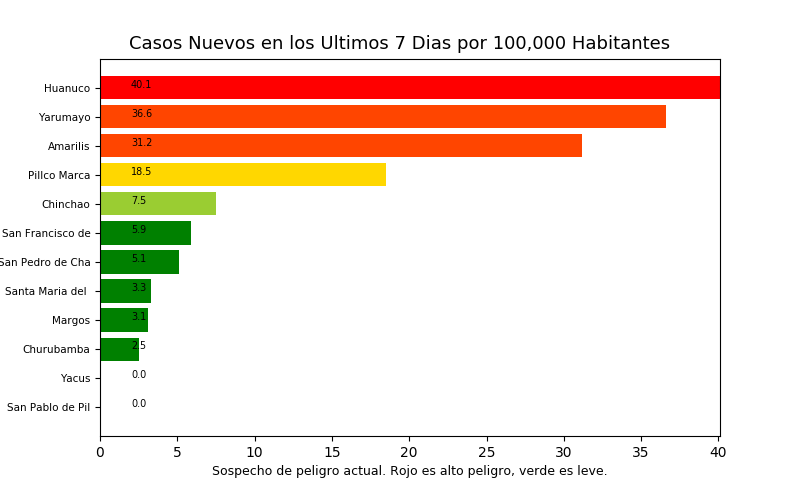 Casos Nuevos en los Ultimos 7 Dias por 100,000 Habitantes
Huanuco 40.1
Yarumayo 36.6
Amarilis 31.2
Pillco Marca 18.5
Chinchao 7.5
San Francisco de 5.9
San Pedro de Cha 5.1
Santa Maria del 3.3
Margos 3.1
Churubamba 2.5
Yacus 0.0
San Pablo de Pil 0.0
0 5 10 15 20 25 30 35 40
Sospecho de peligro actual. Rojo es alto peligro, verde es leve.